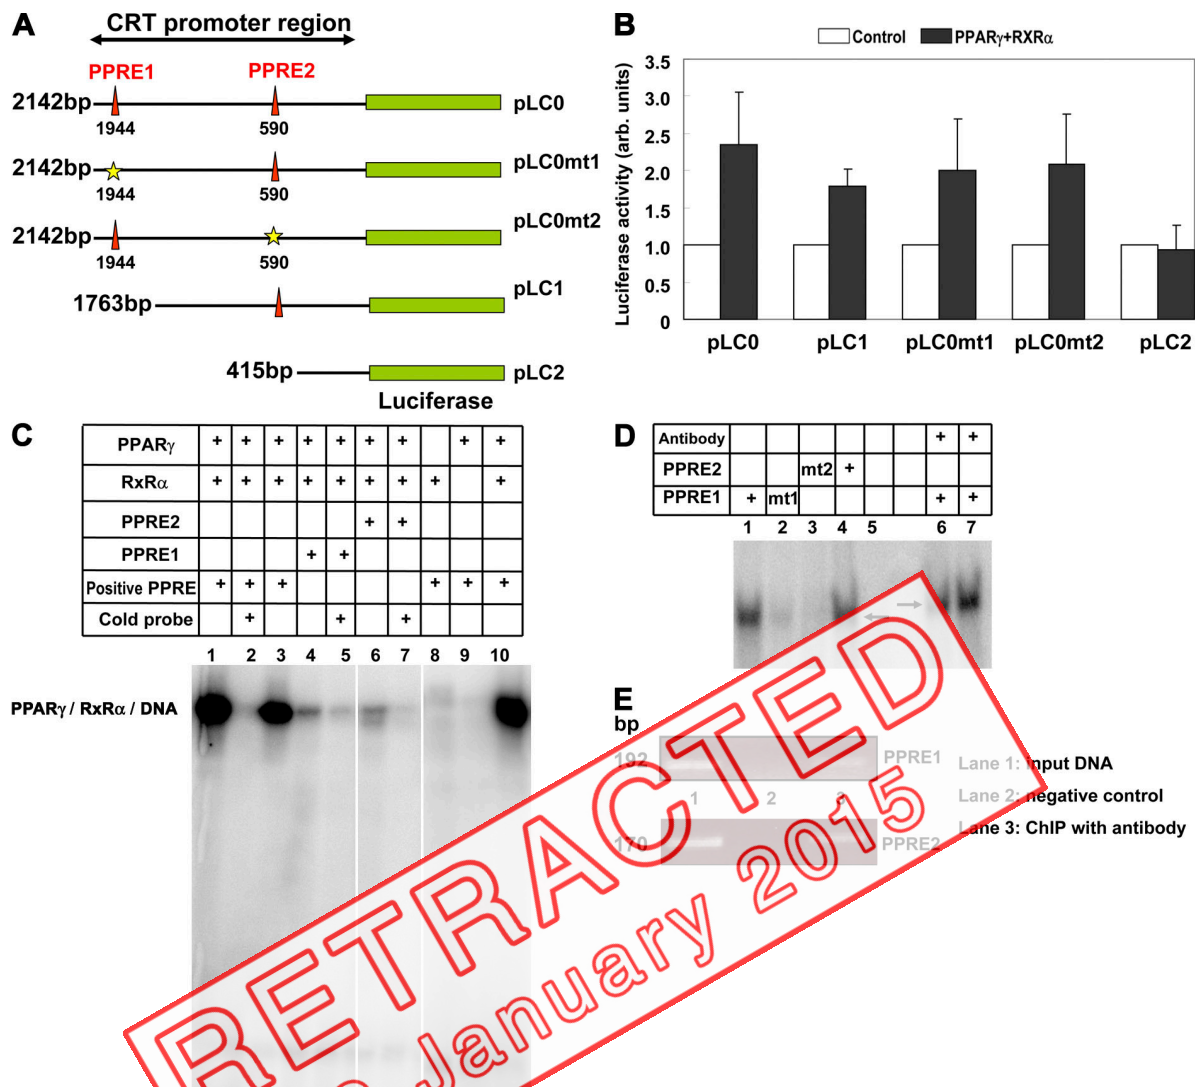 A
CRT promoter region
PPRE1 PPRE2
2142bp pLC0
1944 590
2142bp pLC0mt1
1944 590
2142bp pLC0mt2
1944 590
1763bp pLC1
415bp pLC2
Luciferase
B
Control PPARγ+RXRα
Luciferase activity (arb. units)
3.5
3.0
2.5
2.0
1.5
1.0
0.5
0
pLC0 pLC1 pLC0mt1 pLC0mt2 pLC2
C
PPARγ + + + + + + + + +
RxRα + + + + + + + + +
PPRE2 + +
PPRE1 + +
Positive PPRE + + + + + +
Cold probe + + +
1 2 3 4 5 6 7 8 9 10
PPARγ / RxRα / DNA
D
Antibody + +
PPRE2 mt2 +
PPRE1 + mt1 + +
1 2 3 4 5 6 7
E
bp
192 PPRE1
1 2 3
170 PPRE2
Lane 1: input DNA
Lane 2: negative control
Lane 3: ChIP with antibody
RETRACTED
January 2015